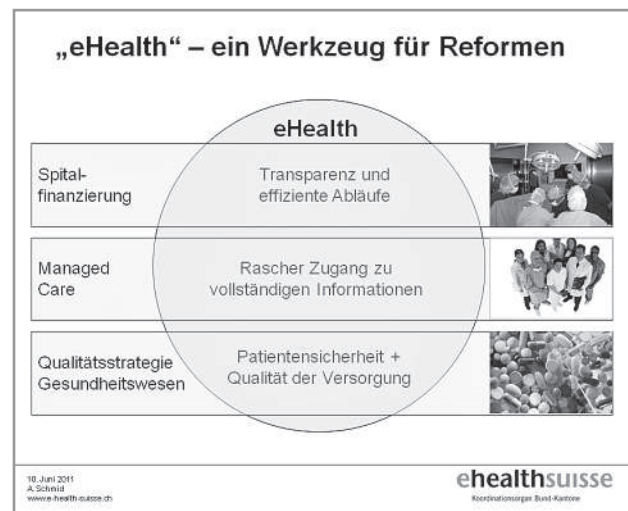 „eHealth“ – ein Werkzeug für Reformen
eHealth
Spital-
finanzierung
Transparenz und
effiziente Abläufe
Managed
Care
Rascher Zugang zu
vollständigen Informationen
Qualitätsstrategie
Gesundheitswesen
Patientensicherheit +
Qualität der Versorgung
10. Juni 2011
A. Schmid
www.e-health-suisse.ch
ehealthsuisse
Koordinationsorgan Bund-Kantone